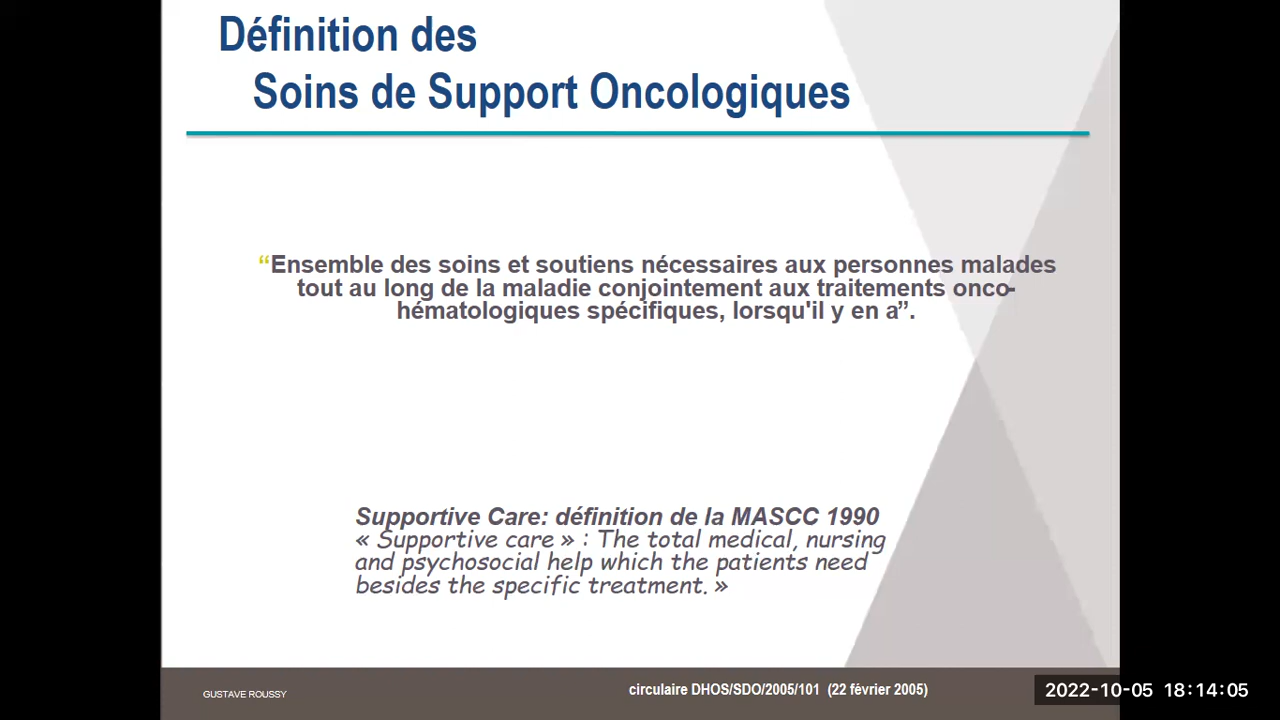 Définition des
Soins de Support Oncologiques
“Ensemble des soins et soutiens nécessaires aux personnes malades
tout au long de la maladie conjointement aux traitements onco-
hématologiques spécifiques, lorsqu'il y en a”.
Supportive Care: définition de la MASCC 1990
« Supportive care » : The total medical, nursing
and psychosocial help which the patients need
besides the specific treatment. »
GUSTAVE ROUSSY
circulaire DHOS/SDO/2005/101 (22 février 2005)
2022-10-05 18:14:05